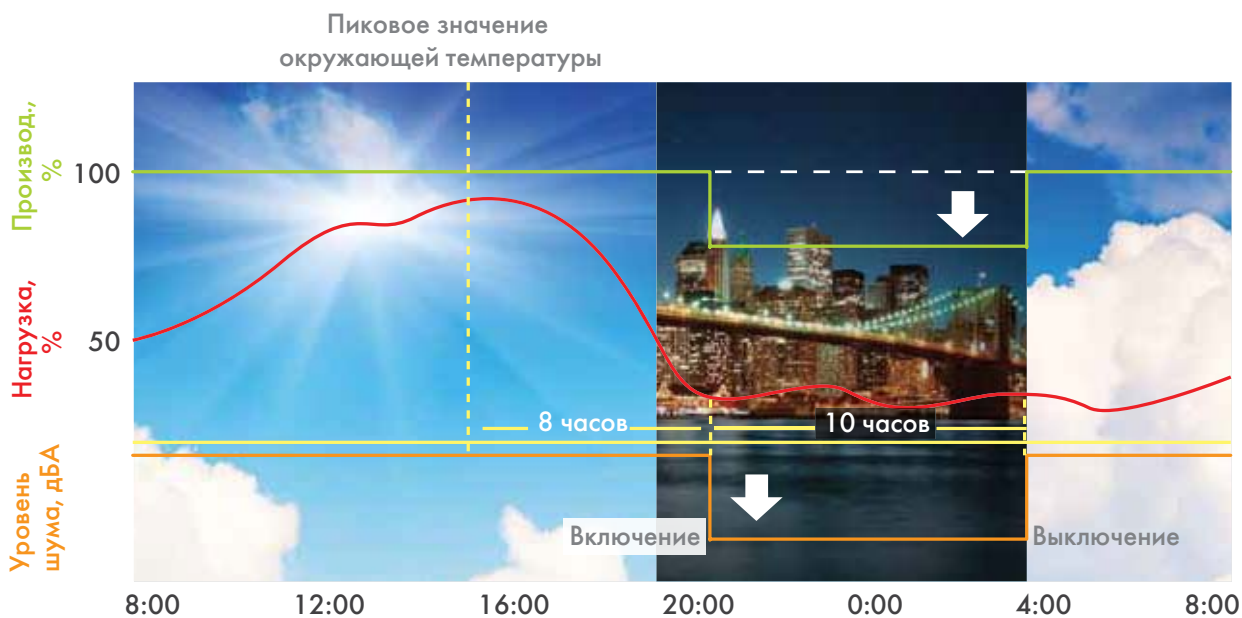 Пиковое значение
окружающей температуры
Производ.,
%
100
Нагрузка,
%
50
8 часов
10 часов
Уровень
шума, дБА
Включение
Выключение
8:00
12:00
16:00
20:00
0:00
4:00
8:00